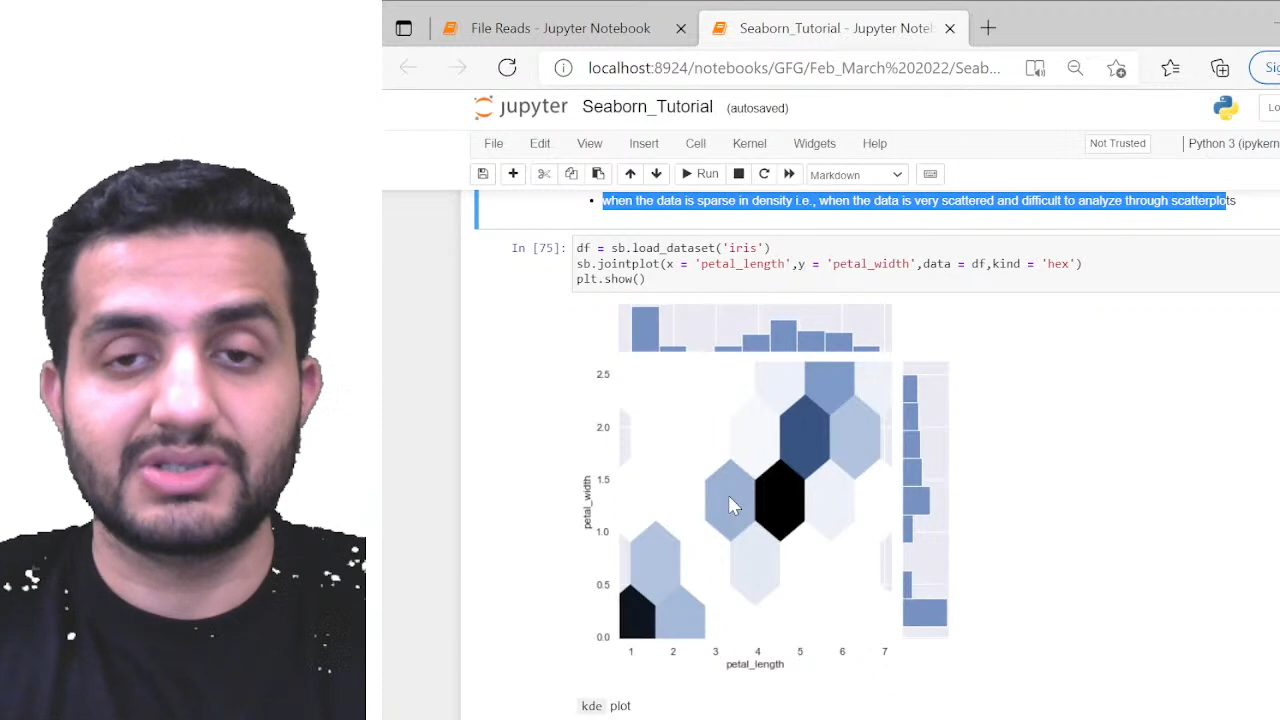 File Reads - Jupyter Notebook
Seaborn_Tutorial - Jupyter Note
localhost:8924/notebooks/GFG/Feb_March%202022/Seab...
jupyter Seaborn_Tutorial (autosaved)
File Edit View Insert Cell Kernel Widgets Help Not Trusted Python 3 (ipykern
Run Markdown
• when the data is sparse in density i.e., when the data is very scattered and difficult to analyze through scatterplots
In [75]: df = sb.load_dataset('iris')
sb.jointplot(x = 'petal_length',y = 'petal_width',data = df,kind = 'hex')
plt.show()
2.5
2.0
1.5
1.0
0.5
0.0
petal_width
1 2 3 4 5 6 7
petal_length
kde plot